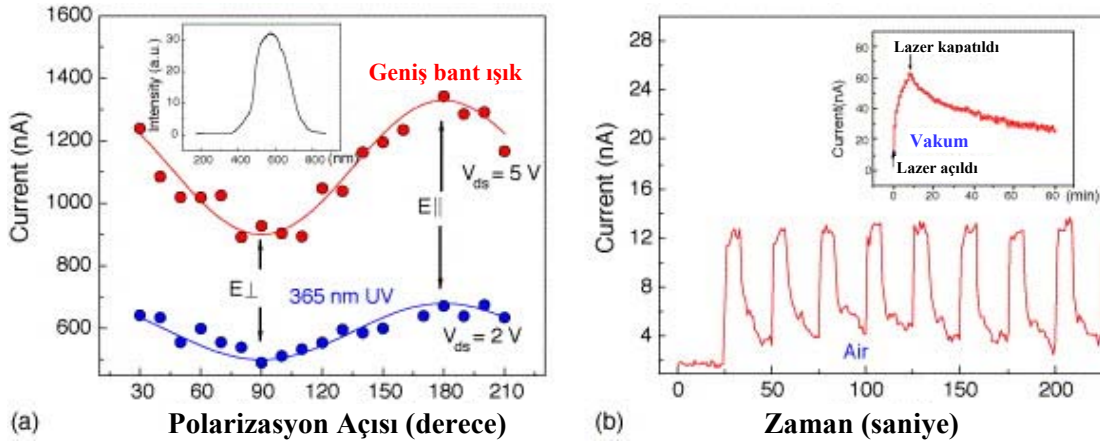 1600
1400
1200
1000
800
600
Current (nA)
30 60 90 120 150 180 210
(a) Polarizasyon Açısı (derece)
Geniş bant ışık
V_ds = 5 V
E||
E⊥
365 nm UV
V_ds = 2 V
Intensity (a.u.)
30
20
10
0
200 400 600 800 (nm)
28
24
20
16
12
8
4
Current (nA)
0 50 100 150 200
(b) Zaman (saniye)
Air
Lazer kapatıldı
Vakum
Lazer açıldı
Current(nA)
80
60
40
20
0
0 20 40 60 80 (min)